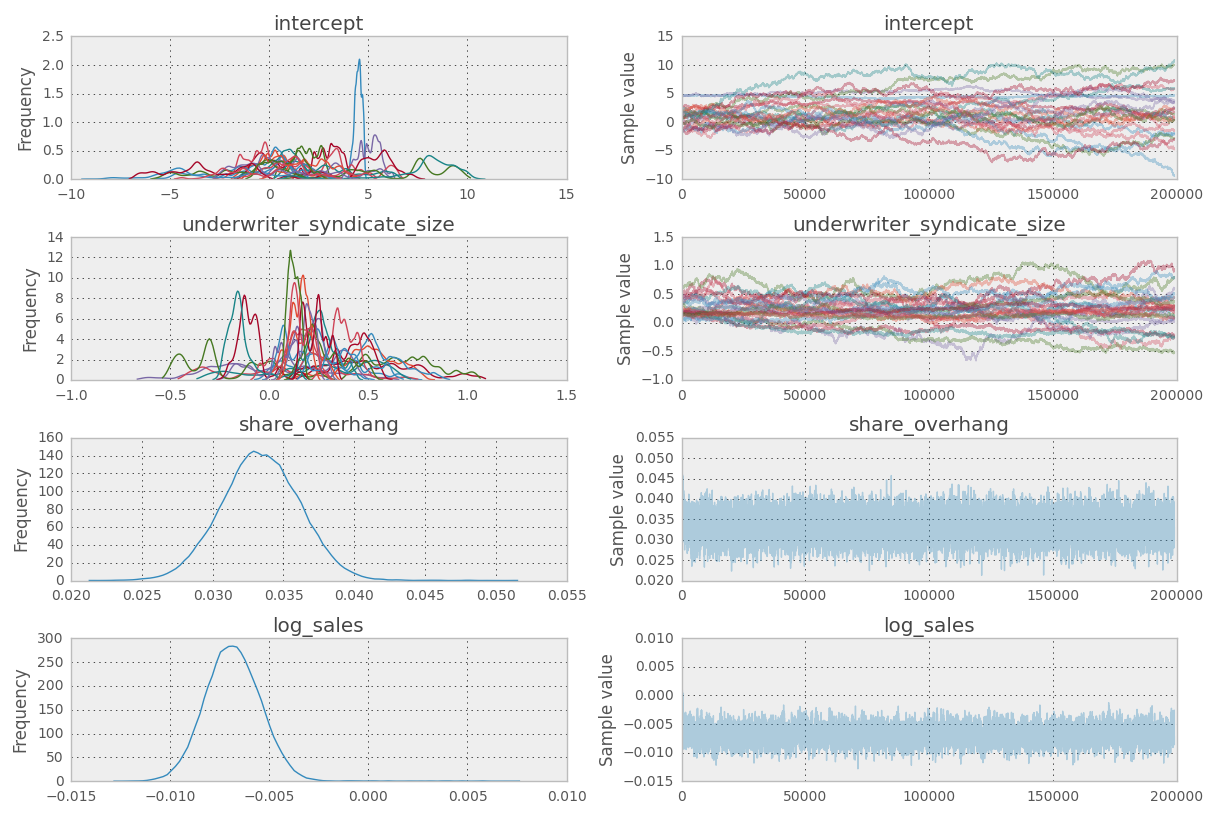 intercept
Frequency
2.5
2.0
1.5
1.0
0.5
0.0
−10 −5 0 5 10 15
intercept
Sample value
15
10
5
0
−5
−10
0 50000 100000 150000 200000
underwriter_syndicate_size
Frequency
14
12
10
8
6
4
2
0
−1.0 −0.5 0.0 0.5 1.0 1.5
underwriter_syndicate_size
Sample value
1.5
1.0
0.5
0.0
−0.5
−1.0
0 50000 100000 150000 200000
share_overhang
Frequency
160
140
120
100
80
60
40
20
0
0.020 0.025 0.030 0.035 0.040 0.045 0.050 0.055
share_overhang
Sample value
0.055
0.050
0.045
0.040
0.035
0.030
0.025
0.020
0 50000 100000 150000 200000
log_sales
Frequency
300
250
200
150
100
50
0
−0.015 −0.010 −0.005 0.000 0.005 0.010
log_sales
Sample value
0.010
0.005
0.000
−0.005
−0.010
−0.015
0 50000 100000 150000 200000